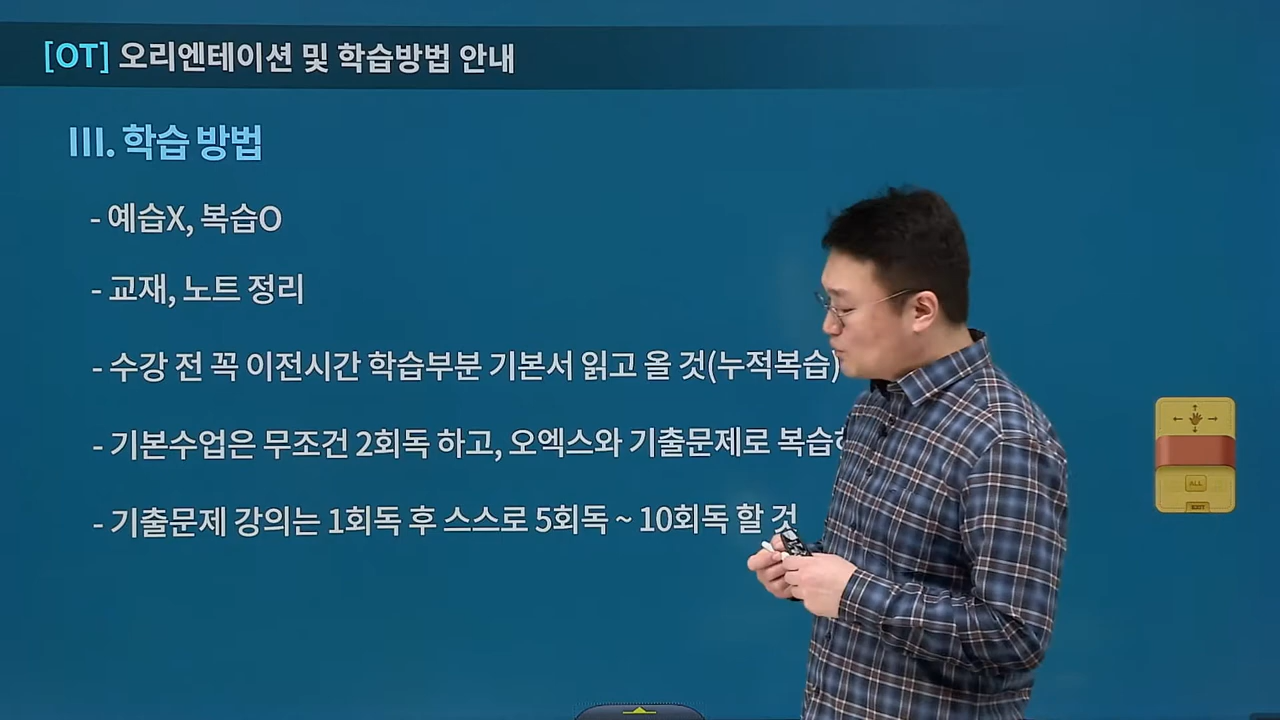 [OT] 오리엔테이션 및 학습방법 안내
III. 학습 방법
- 예습X, 복습O
- 교재, 노트 정리
- 수강 전 꼭 이전시간 학습부분 기본서 읽고 올 것(누적복습)
- 기본수업은 무조건 2회독 하고, 오엑스와 기출문제로
- 기출문제 강의는 1회독 후 스스로 5회독 ~ 10회독 할 것
ALL
EXIT